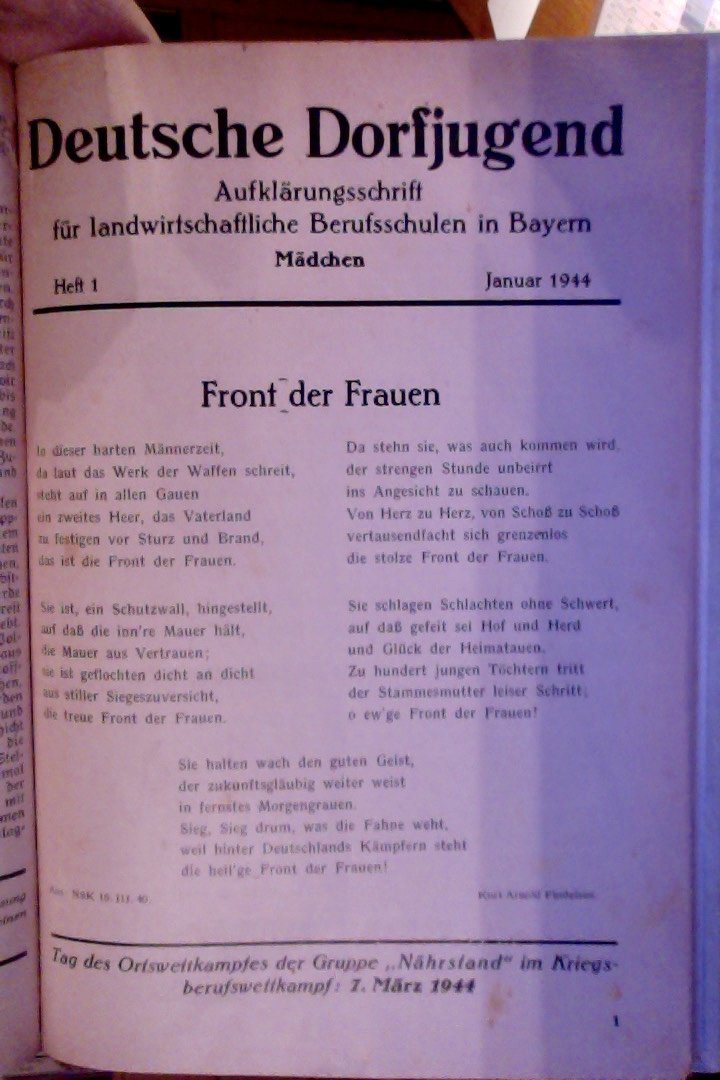 Deutsche Dorfjugend
Aufklärungsschrift
für landwirtschaftliche Berufsschulen in Bayern
Mädchen
Heft 1
Januar 1944
Front der Frauen
In dieser harten Männerzeit,
da laut das Werk der Waffen schreit,
steht auf in allen Gauen
ein zweites Heer, das Vaterland
zu festigen vor Sturz und Brand,
das ist die Front der Frauen.
Sie ist, ein Schutzwall, hingestellt,
auf daß die inn're Mauer hält,
die Mauer aus Vertrauen;
sie ist geflochten dicht an dicht
aus stiller Siegeszuversicht,
die treue Front der Frauen.
Da stehn sie, was auch kommen wird,
der strengen Stunde unbeirrt
ins Angesicht zu schauen.
Von Herz zu Herz, von Schoß zu Schoß
vertausendfacht sich grenzenlos
die stolze Front der Frauen.
Sie schlagen Schlachten ohne Schwert,
auf daß gefeit sei Hof und Herd
und Glück der Heimatauen.
Zu hundert jungen Töchtern tritt
der Stammesmutter leiser Schritt,
o ew'ge Front der Frauen!
Sie halten wach den guten Geist,
der zukunftsgläubig weiter weist
in fernstes Morgengrauen.
Sieg, Sieg drum, was die Fahne weht,
weil hinter Deutschlands Kämpfern steht
die heil'ge Front der Frauen!
Aus NSK 19. III. 40.
Kurt Arnold Findeisen
Tag des Ortswettkampfes der Gruppe „Nährstand“ im Kriegs-
berufswettkampf: 7. März 1944
1